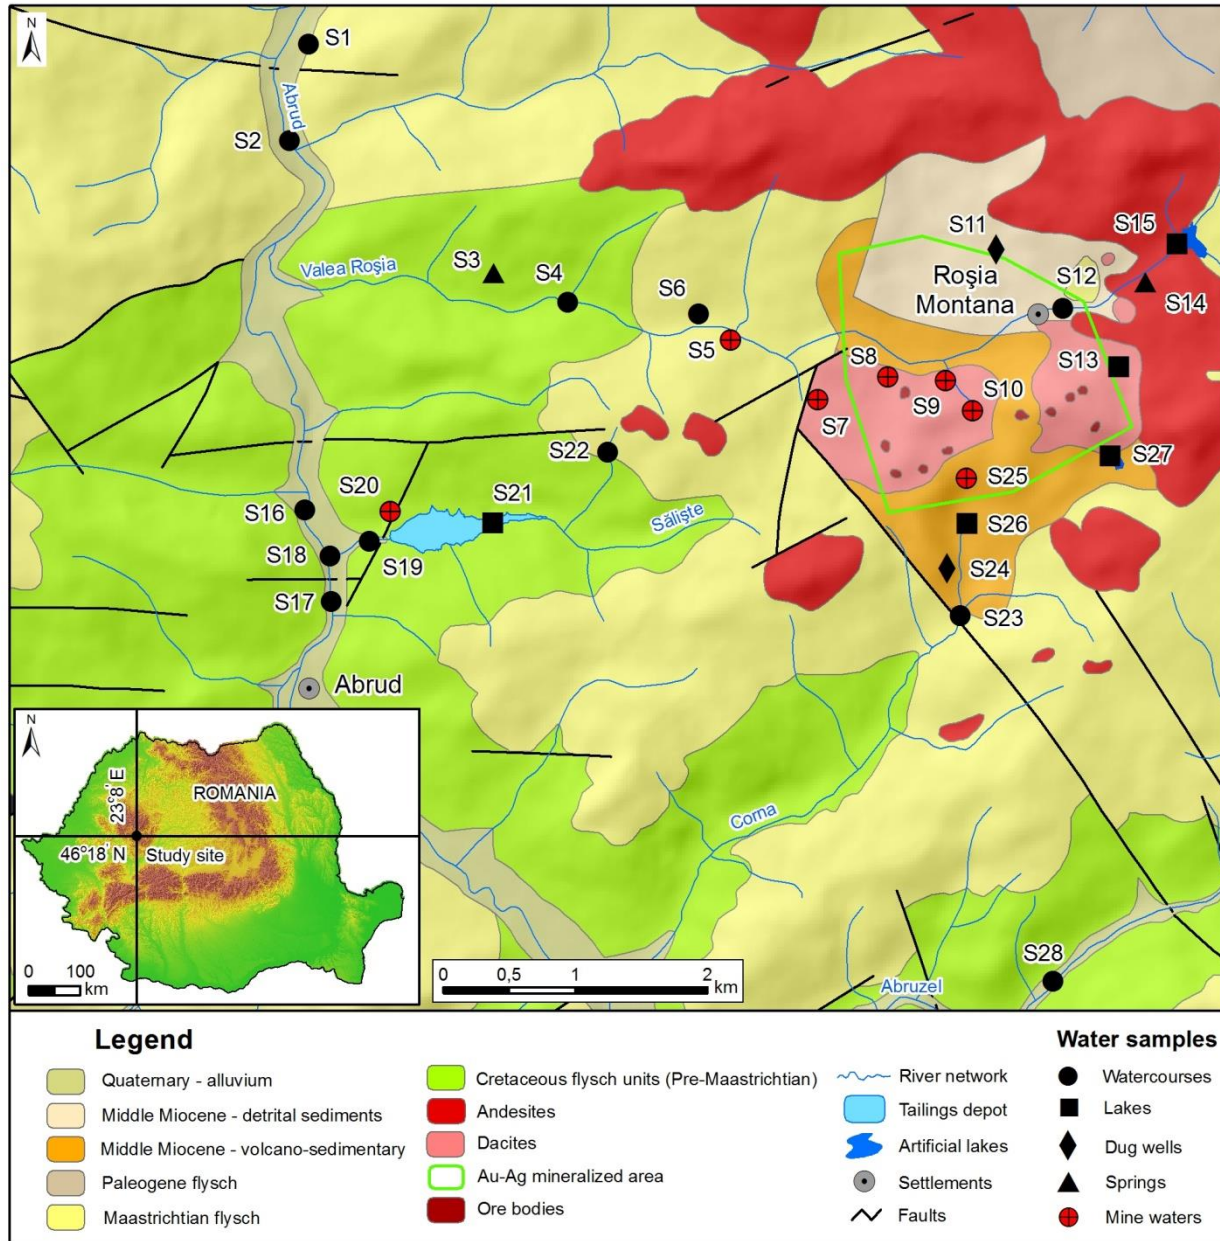 N
S1
Abrud
S2
S3
S4
Valea Roşia
S6
S5
S11
S15
Roşia
Montana
S12
S14
S8
S13
S9
S10
S7
S27
S22
S25
S20
S21
S16
Sălişte
S26
S18
S19
S24
S17
S23
Abrud
Corna
S28
Abruzel
N
ROMANIA
23°8' E
46°18' N
Study site
0 100
km
0 0,5 1 2
km
Legend
Quaternary - alluvium
Middle Miocene - detrital sediments
Middle Miocene - volcano-sedimentary
Paleogene flysch
Maastrichtian flysch
Cretaceous flysch units (Pre-Maastrichtian)
Andesites
Dacites
Au-Ag mineralized area
Ore bodies
River network
Tailings depot
Artificial lakes
Settlements
Faults
Water samples
Watercourses
Lakes
Dug wells
Springs
Mine waters